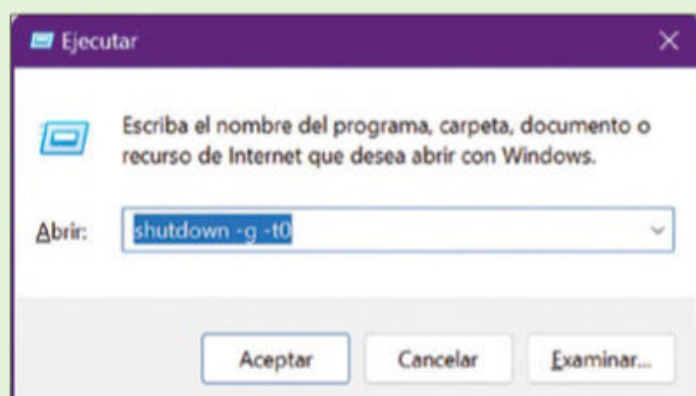 Ejecutar
Escriba el nombre del programa, carpeta, documento o
recurso de Internet que desea abrir con Windows.
Abrir: shutdown -g -t0
Aceptar Cancelar Examinar...